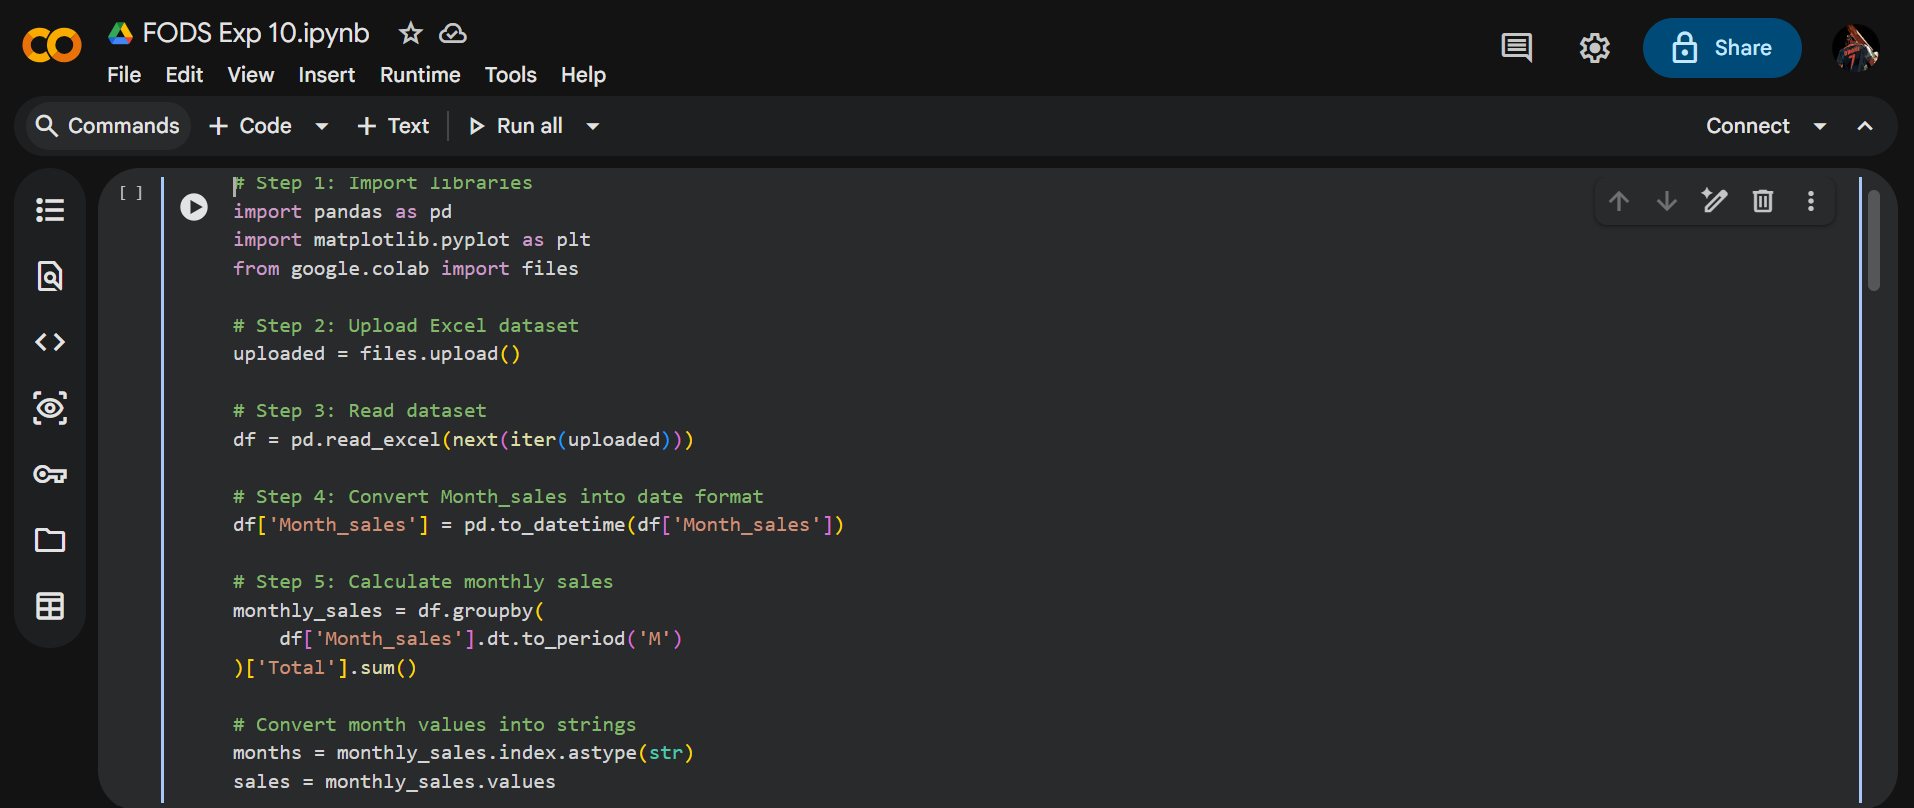 FODS Exp 10.ipynb
File Edit View Insert Runtime Tools Help
Share
Commands + Code + Text Run all
Connect
[ ]
# Step 1: Import libraries
import pandas as pd
import matplotlib.pyplot as plt
from google.colab import files

# Step 2: Upload Excel dataset
uploaded = files.upload()

# Step 3: Read dataset
df = pd.read_excel(next(iter(uploaded)))

# Step 4: Convert Month_sales into date format
df['Month_sales'] = pd.to_datetime(df['Month_sales'])

# Step 5: Calculate monthly sales
monthly_sales = df.groupby(
    df['Month_sales'].dt.to_period('M')
)['Total'].sum()

# Convert month values into strings
months = monthly_sales.index.astype(str)
sales = monthly_sales.values